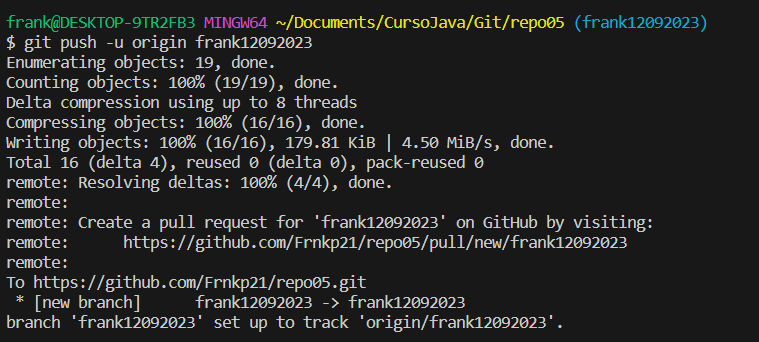 frank@DESKTOP-9TR2FB3 MINGW64 ~/Documents/CursoJava/Git/repo05 (frank12092023)
$ git push -u origin frank12092023
Enumerating objects: 19, done.
Counting objects: 100% (19/19), done.
Delta compression using up to 8 threads
Compressing objects: 100% (16/16), done.
Writing objects: 100% (16/16), 179.81 KiB | 4.50 MiB/s, done.
Total 16 (delta 4), reused 0 (delta 0), pack-reused 0
remote: Resolving deltas: 100% (4/4), done.
remote:
remote: Create a pull request for 'frank12092023' on GitHub by visiting:
remote:      https://github.com/Frnkp21/repo05/pull/new/frank12092023
remote:
To https://github.com/Frnkp21/repo05.git
 * [new branch]      frank12092023 -> frank12092023
branch 'frank12092023' set up to track 'origin/frank12092023'.